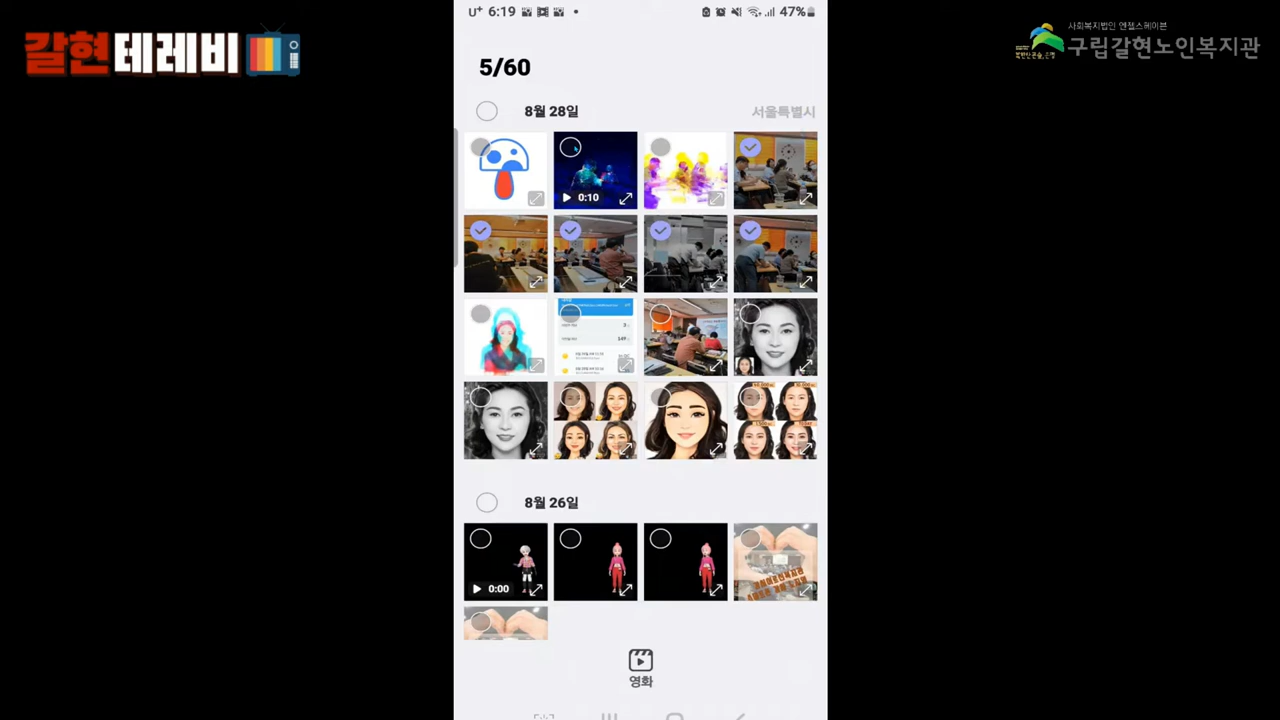 갈현테레비
사회복지법인 엔젤스헤이븐
구립갈현노인복지관
U+ 6:19
47%
5/60
8월 28일
서울특별시
0:10
8월 26일
0:00
영화